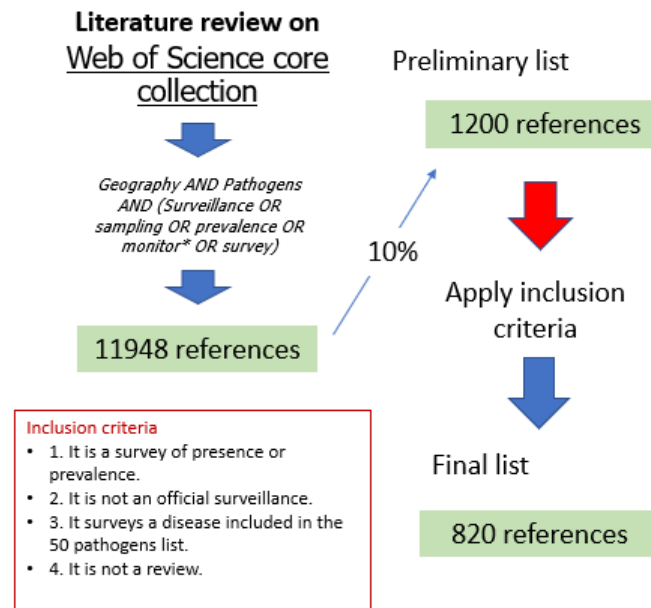 Literature review on
Web of Science core
collection
Geography AND Pathogens
AND (Surveillance OR
sampling OR prevalence OR
monitor* OR survey)
11948 references
10%
Preliminary list
1200 references
Apply inclusion
criteria
Final list
820 references
Inclusion criteria
• 1. It is a survey of presence or
prevalence.
• 2. It is not an official surveillance.
• 3. It surveys a disease included in the
50 pathogens list.
• 4. It is not a review.